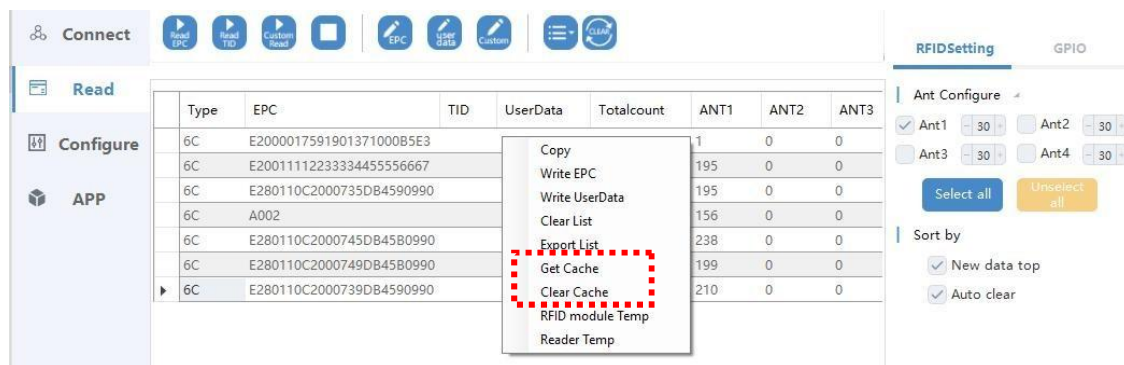 Connect
Read
Configure
APP
Read EPC
Read TID
Custom Read
EPC
user data
Custom
CLEAR
Type EPC TID UserData Totalcount ANT1 ANT2 ANT3
6C E2000017591901371000B5E3 1 0 0
6C E20011112233334455556667 195 0 0
6C E280110C2000735DB4590990 195 0 0
6C A002 156 0 0
6C E280110C2000745DB45B0990 238 0 0
6C E280110C2000749DB45B0990 199 0 0
6C E280110C2000739DB4590990 210 0 0
Copy
Write EPC
Write UserData
Clear List
Export List
Get Cache
Clear Cache
RFID module Temp
Reader Temp
RFIDSetting GPIO
Ant Configure
Ant1 - 30 + Ant2 - 30 +
Ant3 - 30 + Ant4 - 30 +
Select all
Unselect
all
Sort by
New data top
Auto clear